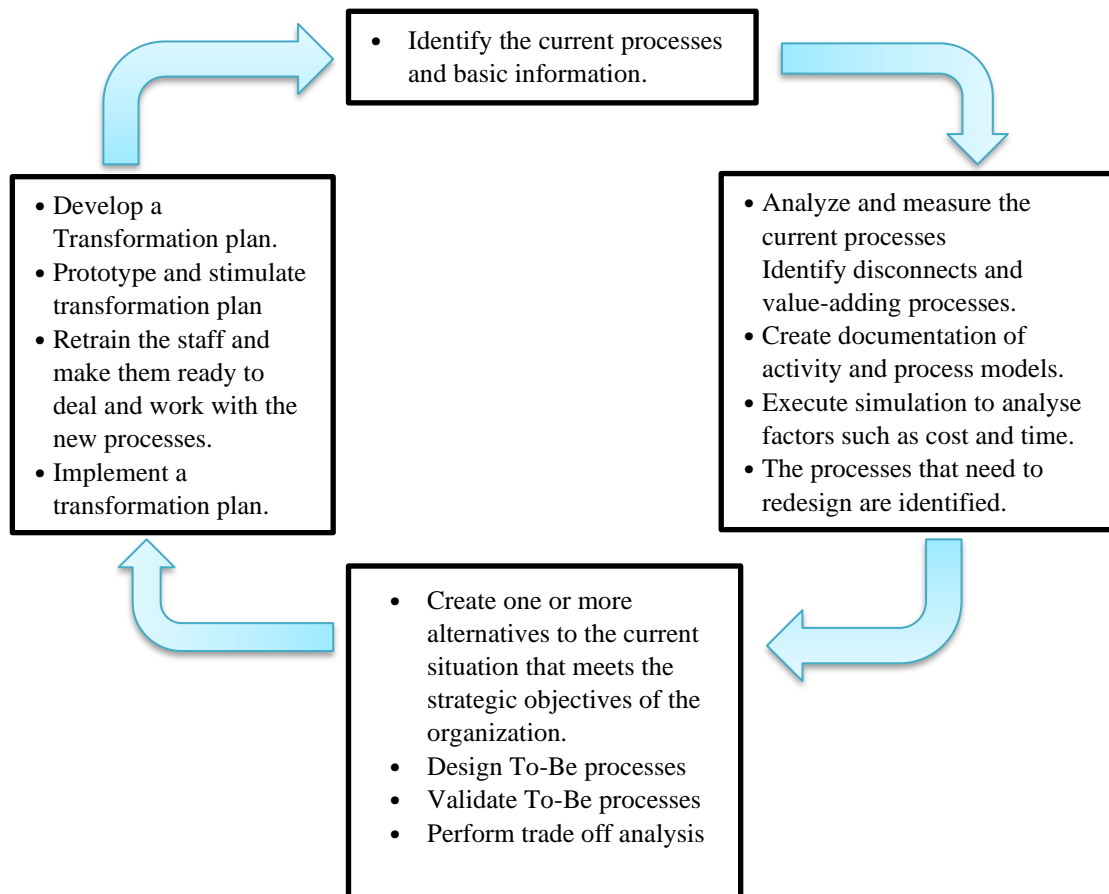 • Identify the current processes
and basic information.
• Analyze and measure the
current processes
Identify disconnects and
value-adding processes.
• Create documentation of
activity and process models.
• Execute simulation to analyse
factors such as cost and time.
• The processes that need to
redesign are identified.
• Create one or more
alternatives to the current
situation that meets the
strategic objectives of the
organization.
• Design To-Be processes
• Validate To-Be processes
• Perform trade off analysis
• Develop a
Transformation plan.
• Prototype and stimulate
transformation plan
• Retrain the staff and
make them ready to
deal and work with the
new processes.
• Implement a
transformation plan.